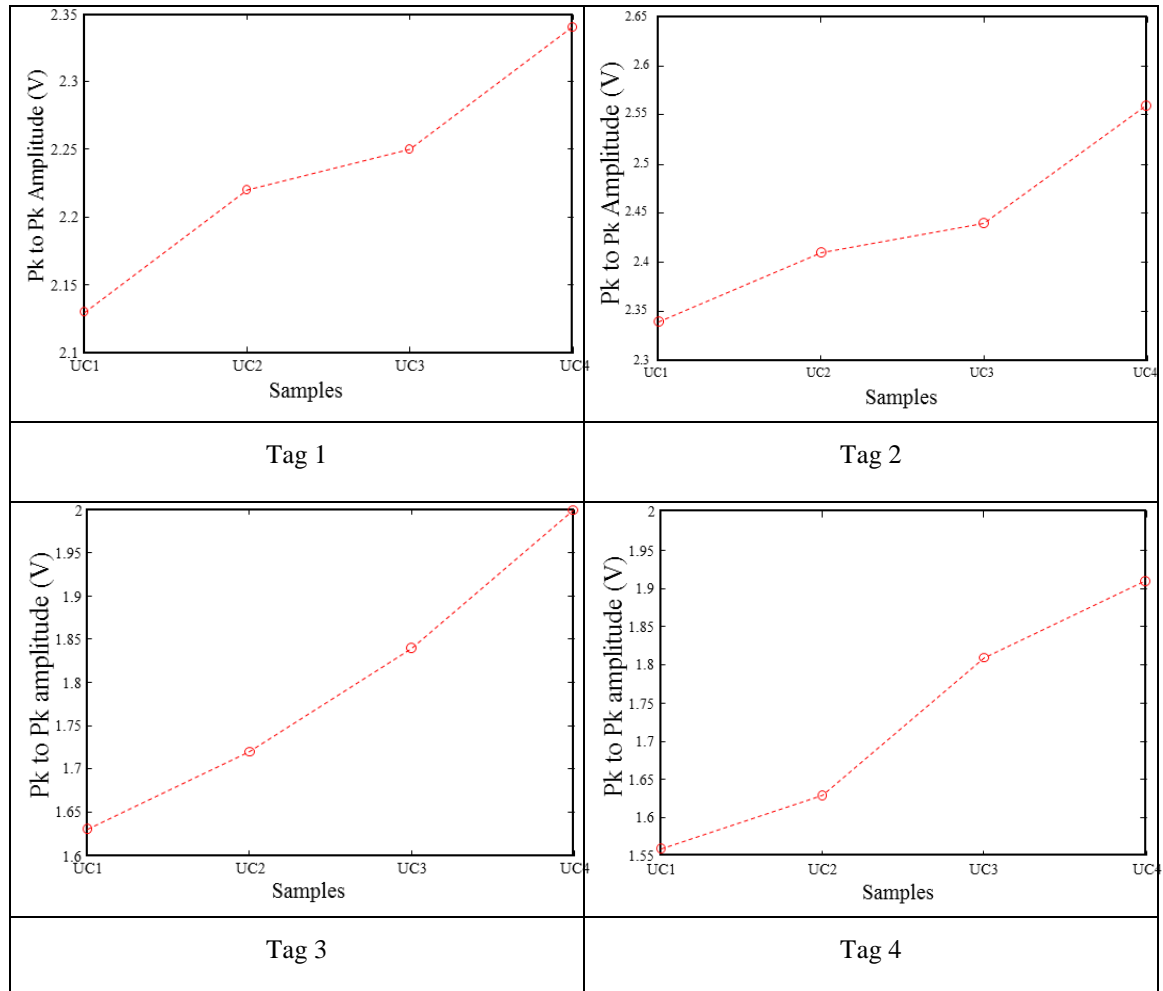 Pk to Pk Amplitude (V)
2.35
2.3
2.25
2.2
2.15
2.1
UC1 UC2 UC3 UC4
Samples
Pk to Pk Amplitude (V)
2.65
2.6
2.55
2.5
2.45
2.4
2.35
2.3
UC1 UC2 UC3 UC4
Samples
Tag 1
Tag 2
Pk to Pk amplitude (V)
2
1.95
1.9
1.85
1.8
1.75
1.7
1.65
1.6
UC1 UC2 UC3 UC4
Samples
Pk to Pk amplitude (V)
2
1.95
1.9
1.85
1.8
1.75
1.7
1.65
1.6
1.55
UC1 UC2 UC3 UC4
Samples
Tag 3
Tag 4